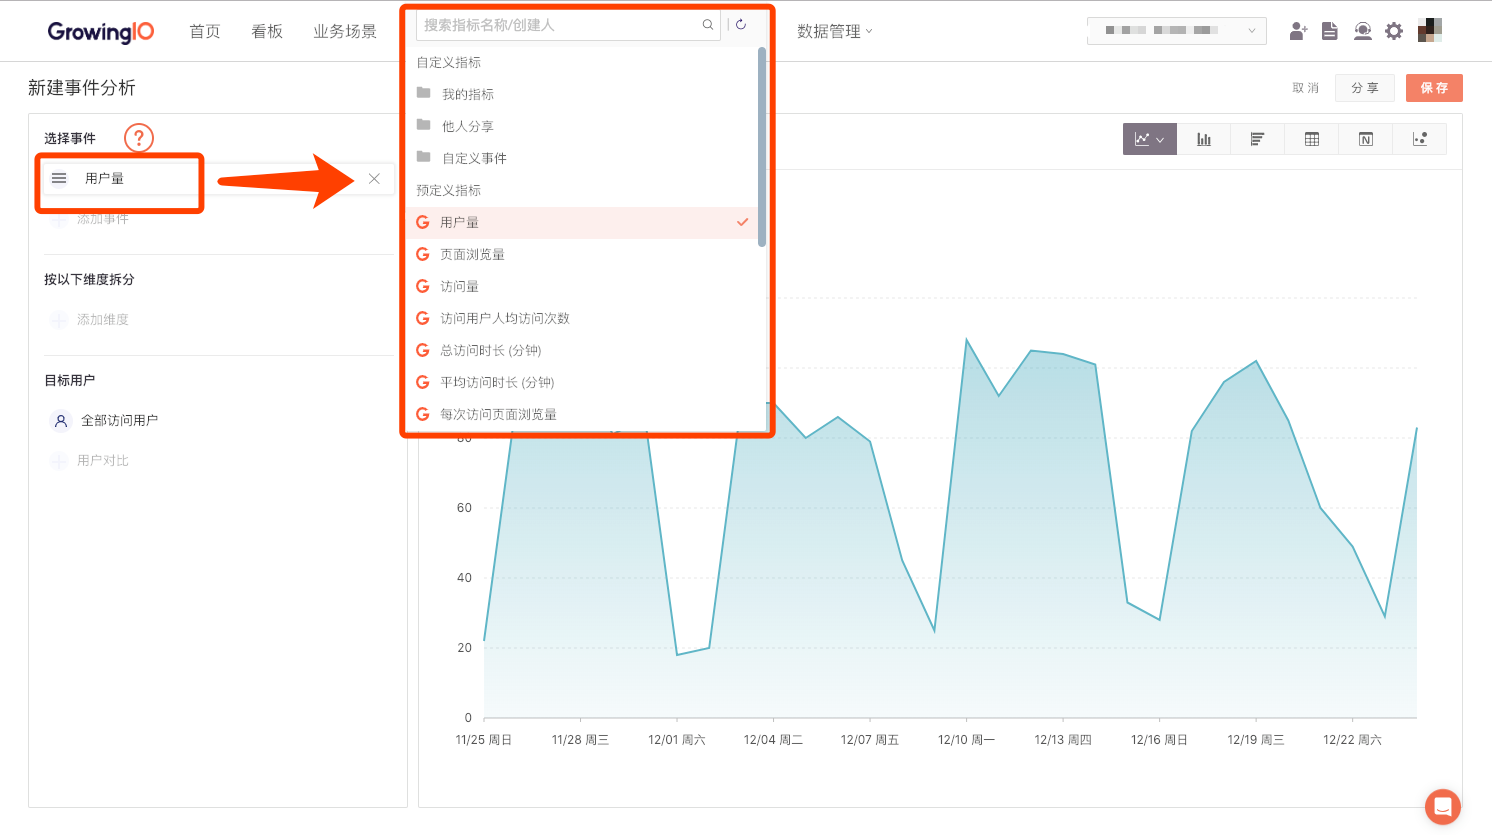 GrowingIO
首页
看板
业务场景
搜索指标名称/创建人
数据管理
新建事件分析
取消
分享
保存
选择事件
?
用户量
添加事件
按以下维度拆分
添加维度
目标用户
全部访问用户
用户对比
自定义指标
我的指标
他人分享
自定义事件
预定义指标
G 用户量
G 页面浏览量
G 访问量
G 访问用户人均访问次数
G 总访问时长 (分钟)
G 平均访问时长 (分钟)
G 每次访问页面浏览量
N
80
60
40
20
0
11/25 周日
11/28 周三
12/01 周六
12/04 周二
12/07 周五
12/10 周一
12/13 周四
12/16 周日
12/19 周三
12/22 周六